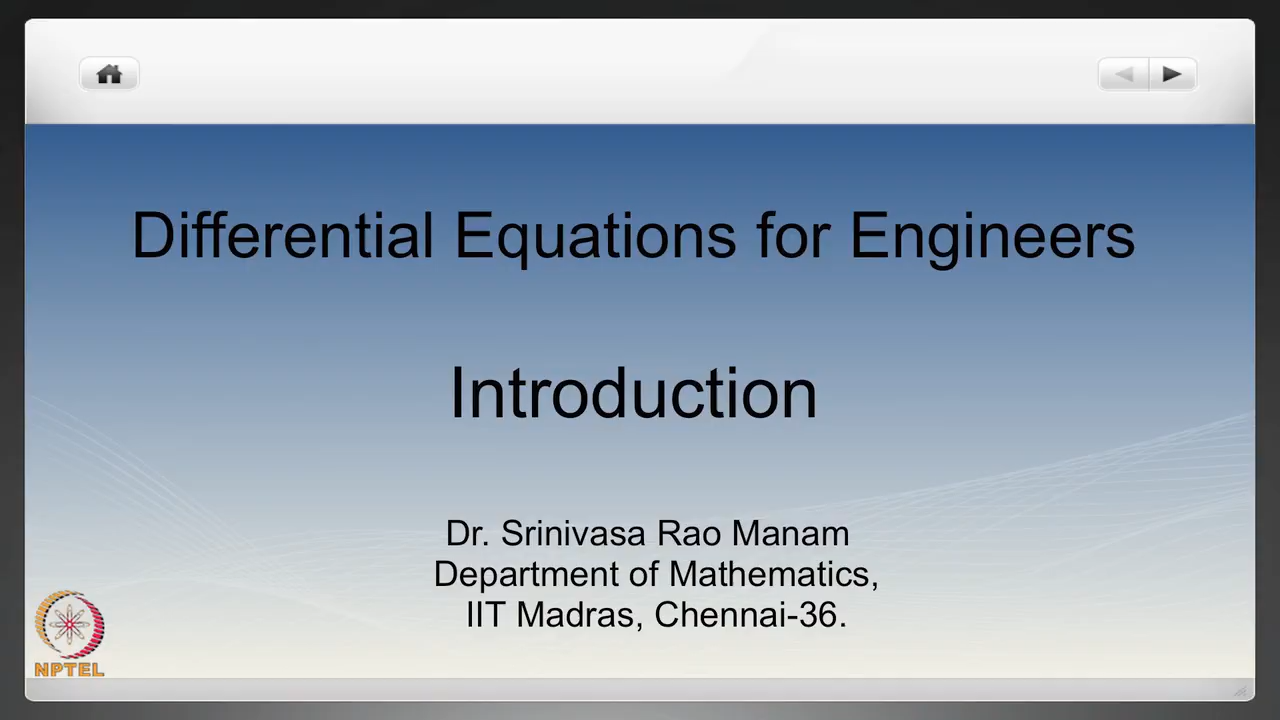 Differential Equations for Engineers
Introduction
Dr. Srinivasa Rao Manam
Department of Mathematics,
IIT Madras, Chennai-36.
NPTEL